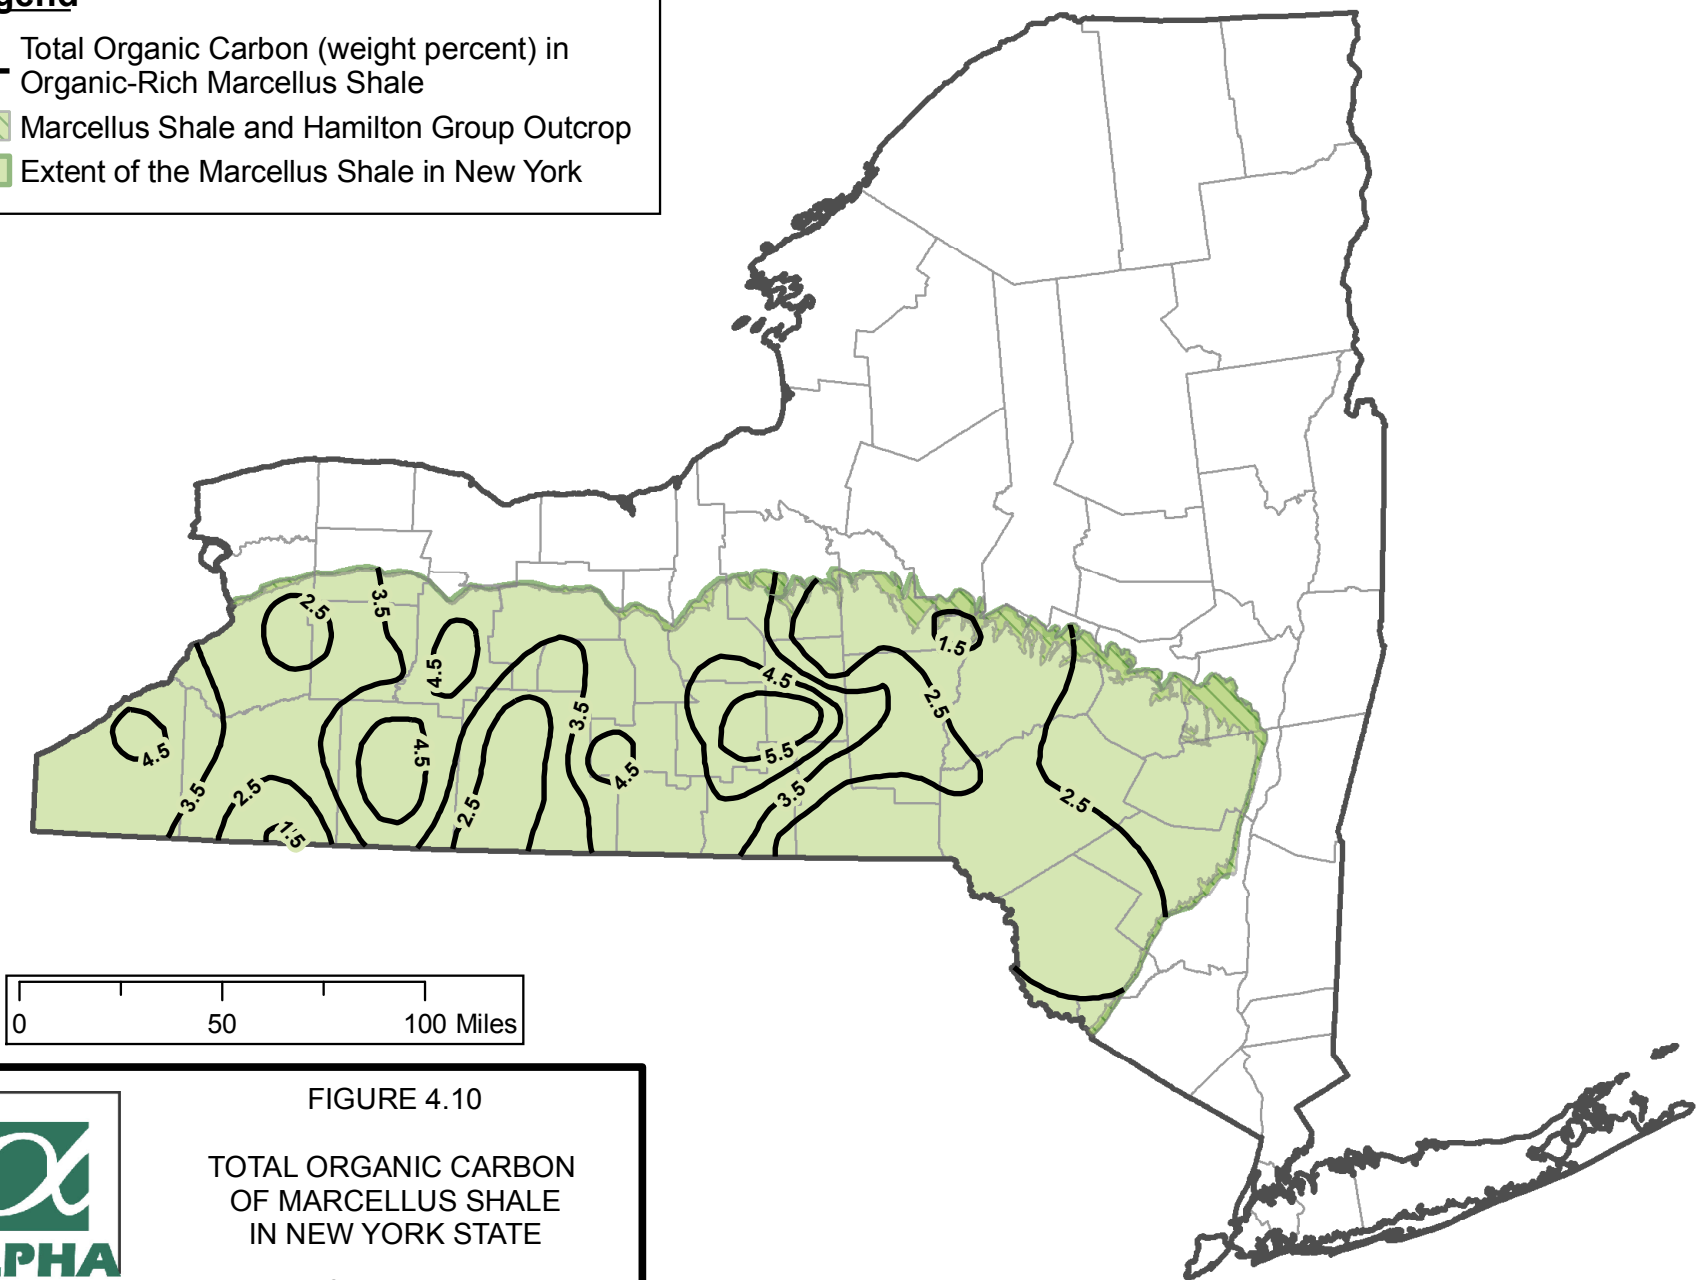 Total Organic Carbon (weight percent) in
Organic-Rich Marcellus Shale
Marcellus Shale and Hamilton Group Outcrop
Extent of the Marcellus Shale in New York
2.5
3.5
1.5
4.5
4.5
2.5
4.5
3.5
4.5
5.5
4.5
3.5
2.5
2.5
3.5
2.5
1.5
0 50 100 Miles
FIGURE 4.10
TOTAL ORGANIC CARBON
OF MARCELLUS SHALE
IN NEW YORK STATE